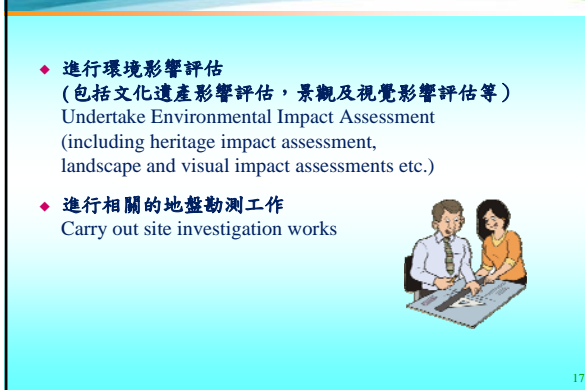 ◆ 進行環境影響評估
(包括文化遺產影響評估，景觀及視覺影響評估等)
Undertake Environmental Impact Assessment
(including heritage impact assessment,
landscape and visual impact assessments etc.)
◆ 進行相關的地盤勘測工作
Carry out site investigation works
17